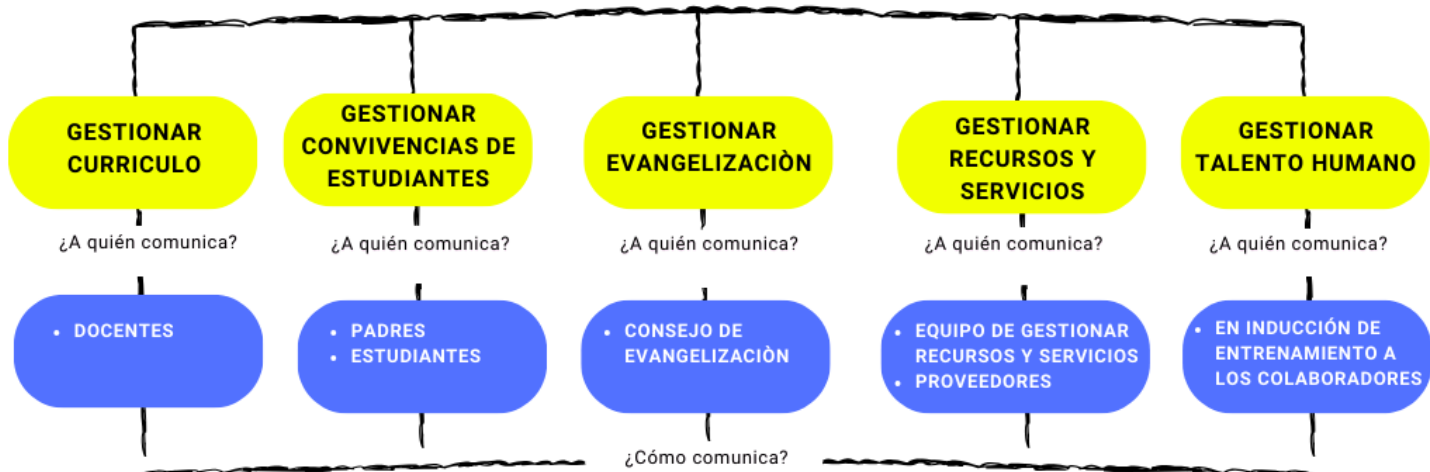 GESTIONAR
CURRICULO
GESTIONAR
CONVIVENCIAS DE
ESTUDIANTES
GESTIONAR
EVANGELIZACIÒN
GESTIONAR
RECURSOS Y
SERVICIOS
GESTIONAR
TALENTO HUMANO
¿A quién comunica?
¿A quién comunica?
¿A quién comunica?
¿A quién comunica?
¿A quién comunica?
• DOCENTES
• PADRES
• ESTUDIANTES
• CONSEJO DE
EVANGELIZACIÒN
• EQUIPO DE GESTIONAR
RECURSOS Y SERVICIOS
• PROVEEDORES
• EN INDUCCIÓN DE
ENTRENAMIENTO A
LOS COLABORADORES
¿Cómo comunica?